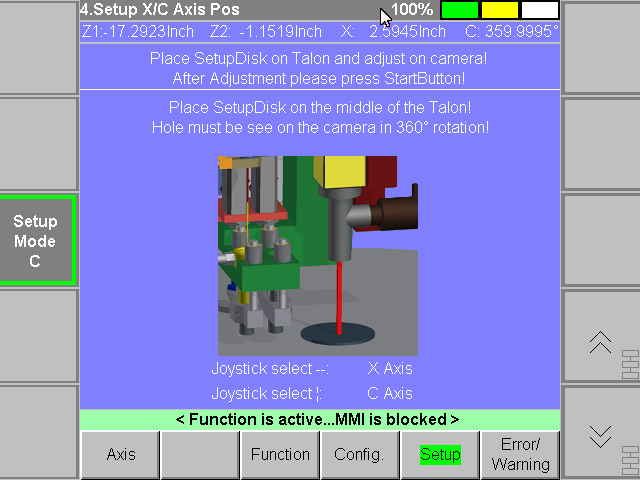 4.Setup X/C Axis Pos 100%
Z1:-17.2923Inch Z2: -1.1519Inch X: 2.5945Inch C: 359.9995°
Place SetupDisk on Talon and adjust on camera!
After Adjustment please press StartButton!
Place SetupDisk on the middle of the Talon!
Hole must be see on the camera in 360° rotation!
Setup
Mode
C
Joystick select --: X Axis
Joystick select ¦: C Axis
< Function is active...MMI is blocked >
Axis Function Config. Setup Error/
Warning